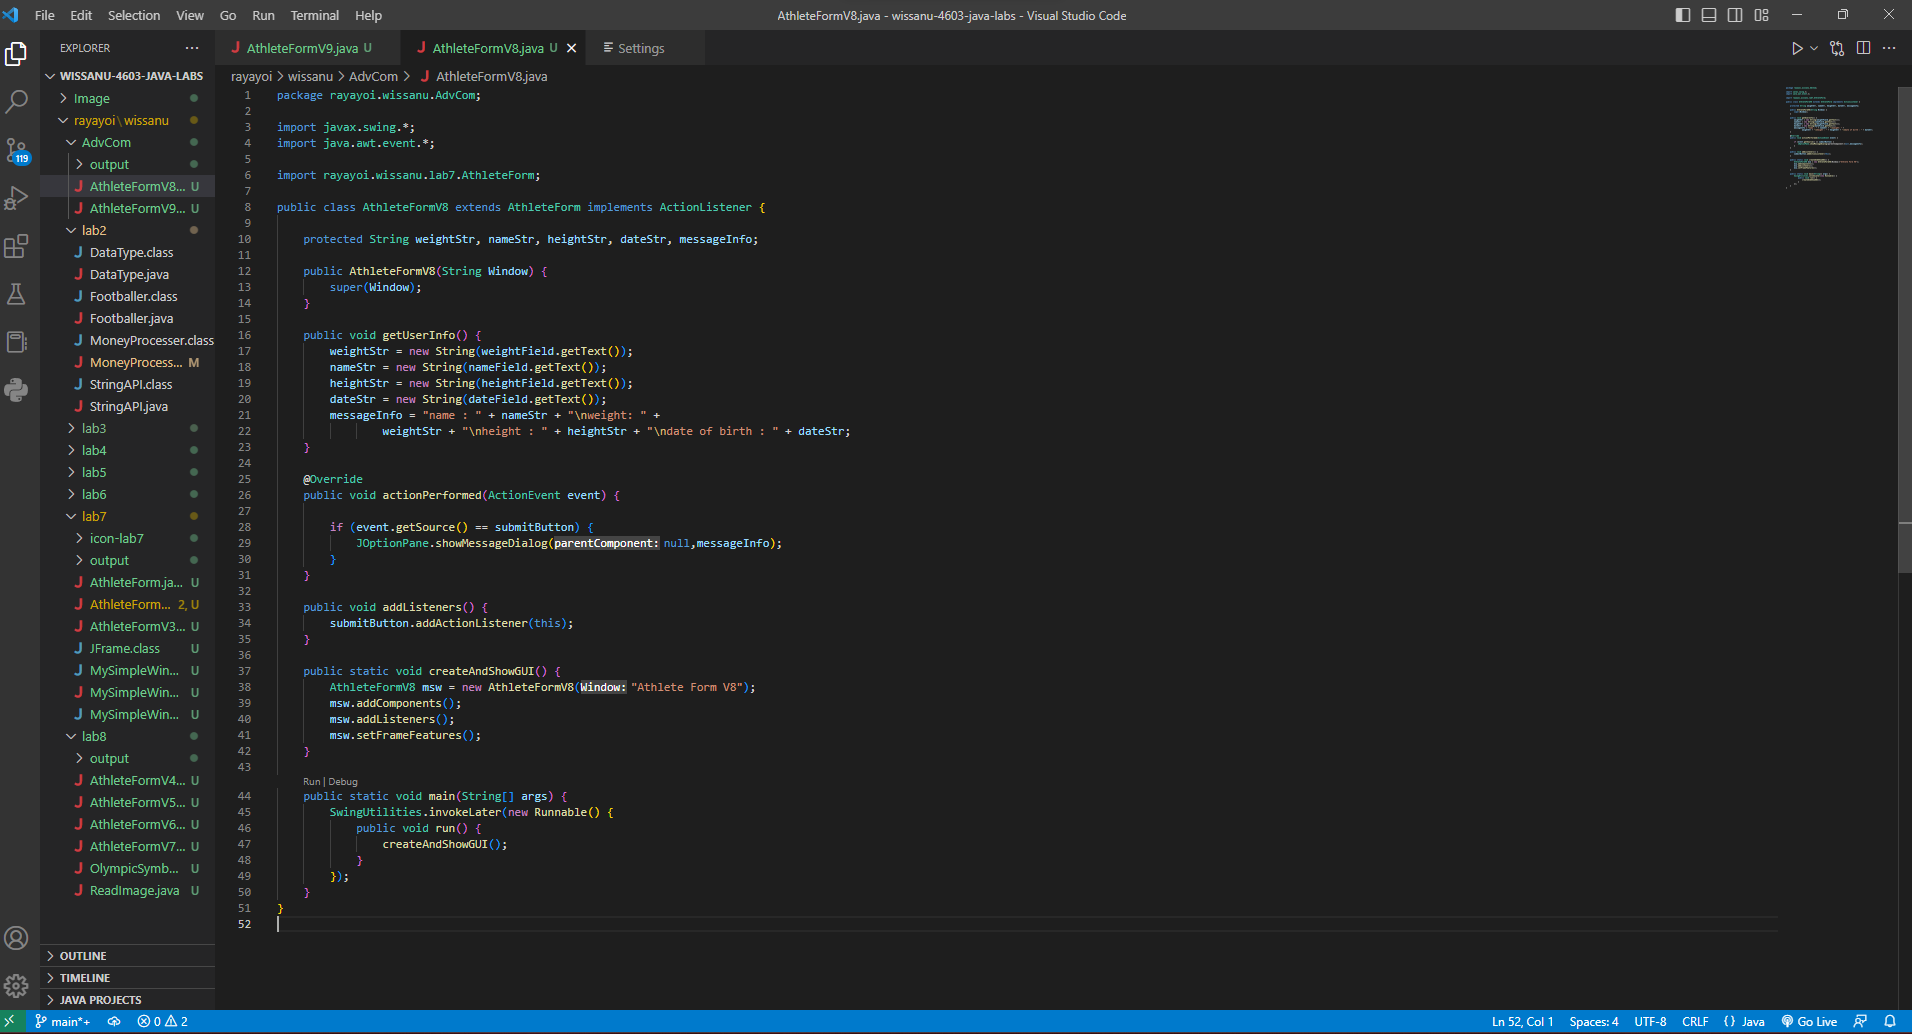 File Edit Selection View Go Run Terminal Help
AthleteFormV8.java - wissanu-4603-java-labs - Visual Studio Code
EXPLORER
WISSANU-4603-JAVA-LABS
Image
rayayoi\wissanu
AdvCom
output
AthleteFormV8... U
AthleteFormV9... U
lab2
DataType.class
DataType.java
Footballer.class
Footballer.java
MoneyProcesser.class
MoneyProcess... M
StringAPI.class
StringAPI.java
lab3
lab4
lab5
lab6
lab7
icon-lab7
output
AthleteForm.ja... U
AthleteForm... 2, U
AthleteFormV3... U
JFrame.class U
MySimpleWin... U
MySimpleWin... U
MySimpleWin... U
lab8
output
AthleteFormV4... U
AthleteFormV5... U
AthleteFormV6... U
AthleteFormV7... U
OlympicSymb... U
ReadImage.java U
OUTLINE
TIMELINE
JAVA PROJECTS
119
AthleteFormV9.java U
AthleteFormV8.java U
Settings
rayayoi > wissanu > AdvCom > AthleteFormV8.java
1 package rayayoi.wissanu.AdvCom;
2
3 import javax.swing.*;
4 import java.awt.event.*;
5
6 import rayayoi.wissanu.lab7.AthleteForm;
7
8 public class AthleteFormV8 extends AthleteForm implements ActionListener {
9
10 protected String weightStr, nameStr, heightStr, dateStr, messageInfo;
11
12 public AthleteFormV8(String Window) {
13 super(Window);
14 }
15
16 public void getUserInfo() {
17 weightStr = new String(weightField.getText());
18 nameStr = new String(nameField.getText());
19 heightStr = new String(heightField.getText());
20 dateStr = new String(dateField.getText());
21 messageInfo = "name : " + nameStr + "\nweight: " +
22 weightStr + "\nheight : " + heightStr + "\ndate of birth : " + dateStr;
23 }
24
25 @Override
26 public void actionPerformed(ActionEvent event) {
27
28 if (event.getSource() == submitButton) {
29 JOptionPane.showMessageDialog(parentComponent: null,messageInfo);
30 }
31 }
32
33 public void addListeners() {
34 submitButton.addActionListener(this);
35 }
36
37 public static void createAndShowGUI() {
38 AthleteFormV8 msw = new AthleteFormV8(Window: "Athlete Form V8");
39 msw.addComponents();
40 msw.addListeners();
41 msw.setFrameFeatures();
42 }
43
Run | Debug
44 public static void main(String[] args) {
45 SwingUtilities.invokeLater(new Runnable() {
46 public void run() {
47 createAndShowGUI();
48 }
49 });
50 }
51 }
52
main*+ 0 2 Ln 52, Col 1 Spaces: 4 UTF-8 CRLF {} Java Go Live